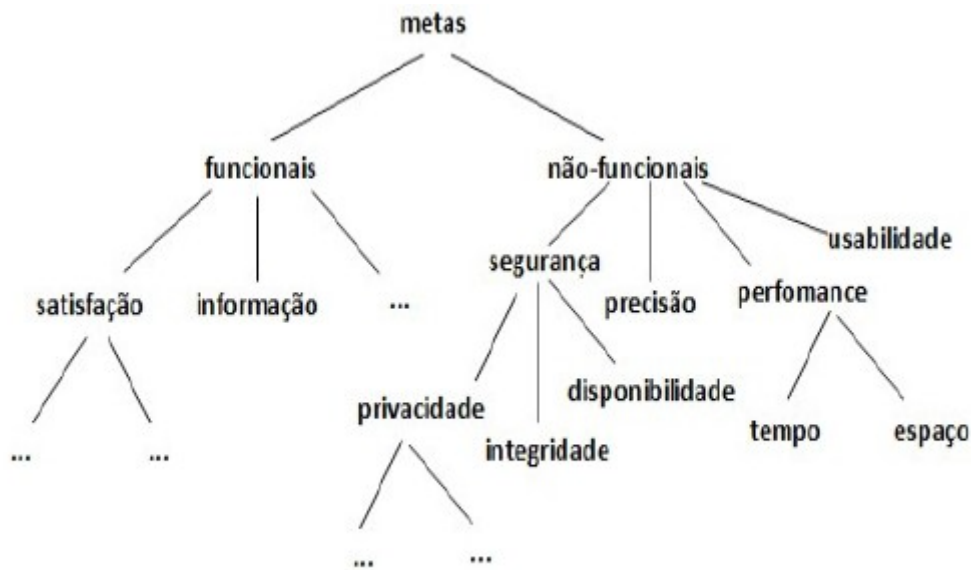 metas
funcionais
não-funcionais
usabilidade
segurança
satisfação
informação
...
precisão
perfomance
privacidade
disponibilidade
integridade
tempo
espaço
...
...
...
...